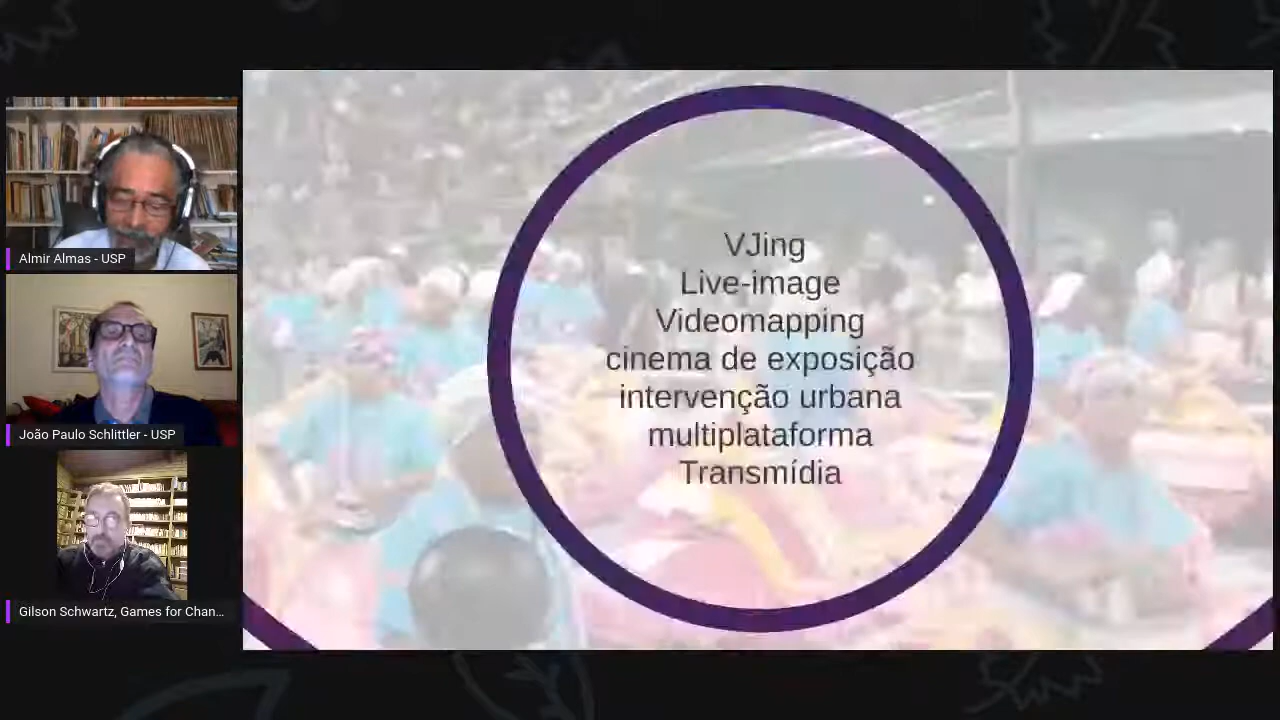 Almir Almas - USP
João Paulo Schlittler - USP
Gilson Schwartz, Games for Chan...
VJing
Live-image
Videomapping
cinema de exposição
intervenção urbana
multiplataforma
Transmídia